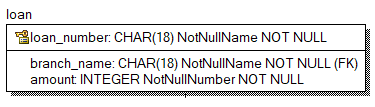 loan
loan_number: CHAR(18) NotNullName NOT NULL
branch_name: CHAR(18) NotNullName NOT NULL (FK)
amount: INTEGER NotNullNumber NOT NULL